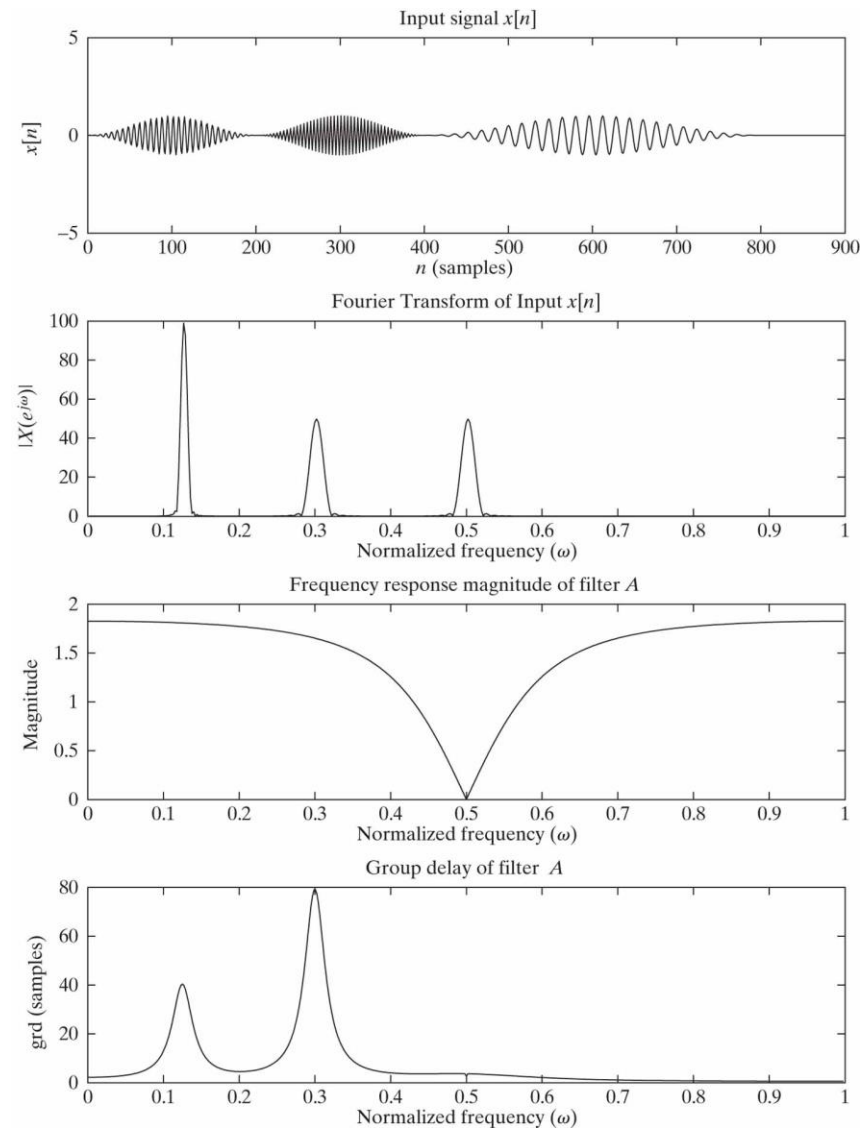 Input signal x[n]
5
0
−5
x[n]
0 100 200 300 400 500 600 700 800 900
n (samples)
Fourier Transform of Input x[n]
100
80
60
40
20
0
|X(e^{jω})|
0 0.1 0.2 0.3 0.4 0.5 0.6 0.7 0.8 0.9 1
Normalized frequency (ω)
Frequency response magnitude of filter A
2
1.5
1
0.5
0
Magnitude
0 0.1 0.2 0.3 0.4 0.5 0.6 0.7 0.8 0.9 1
Normalized frequency (ω)
Group delay of filter A
80
60
40
20
0
grd (samples)
0 0.1 0.2 0.3 0.4 0.5 0.6 0.7 0.8 0.9 1
Normalized frequency (ω)